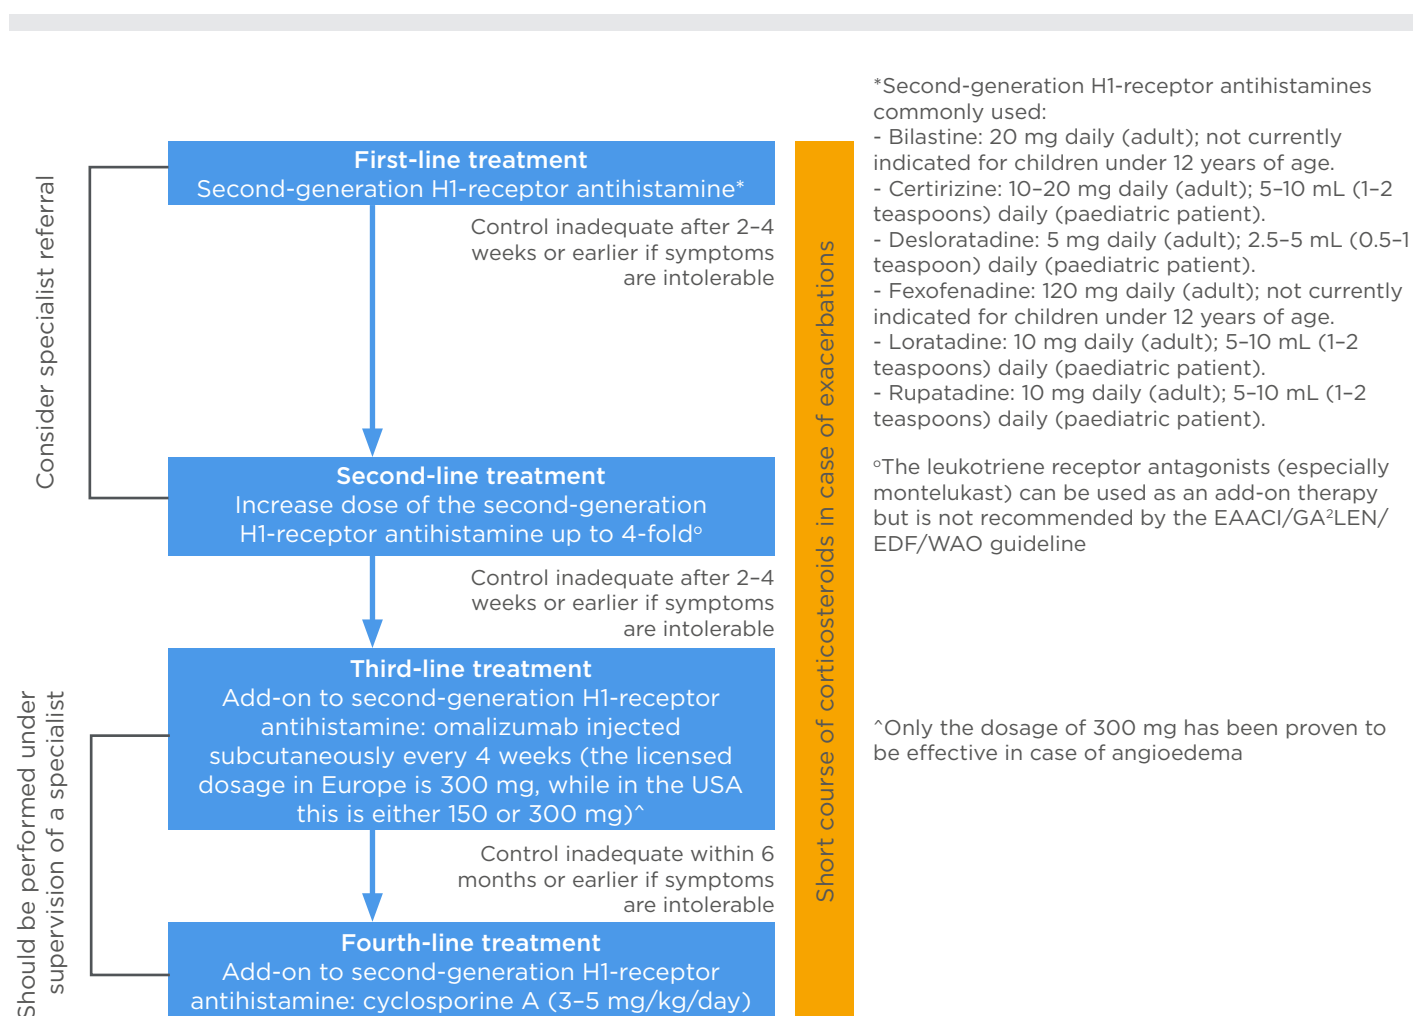 First-line treatment
Second-generation H1-receptor antihistamine*
Control inadequate after 2–4
weeks or earlier if symptoms
are intolerable
Second-line treatment
Increase dose of the second-generation
H1-receptor antihistamine up to 4-fold°
Control inadequate after 2–4
weeks or earlier if symptoms
are intolerable
Third-line treatment
Add-on to second-generation H1-receptor
antihistamine: omalizumab injected
subcutaneously every 4 weeks (the licensed
dosage in Europe is 300 mg, while in the USA
this is either 150 or 300 mg)^
Control inadequate within 6
months or earlier if symptoms
are intolerable
Fourth-line treatment
Add-on to second-generation H1-receptor
antihistamine: cyclosporine A (3–5 mg/kg/day)
Consider specialist referral
Should be performed under
supervision of a specialist
Short course of corticosteroids in case of exacerbations
*Second-generation H1-receptor antihistamines
commonly used:
- Bilastine: 20 mg daily (adult); not currently
indicated for children under 12 years of age.
- Certirizine: 10–20 mg daily (adult); 5–10 mL (1–2
teaspoons) daily (paediatric patient).
- Desloratadine: 5 mg daily (adult); 2.5–5 mL (0.5–1
teaspoon) daily (paediatric patient).
- Fexofenadine: 120 mg daily (adult); not currently
indicated for children under 12 years of age.
- Loratadine: 10 mg daily (adult); 5–10 mL (1–2
teaspoons) daily (paediatric patient).
- Rupatadine: 10 mg daily (adult); 5–10 mL (1–2
teaspoons) daily (paediatric patient).
°The leukotriene receptor antagonists (especially
montelukast) can be used as an add-on therapy
but is not recommended by the EAACI/GA²LEN/
EDF/WAO guideline
^Only the dosage of 300 mg has been proven to
be effective in case of angioedema